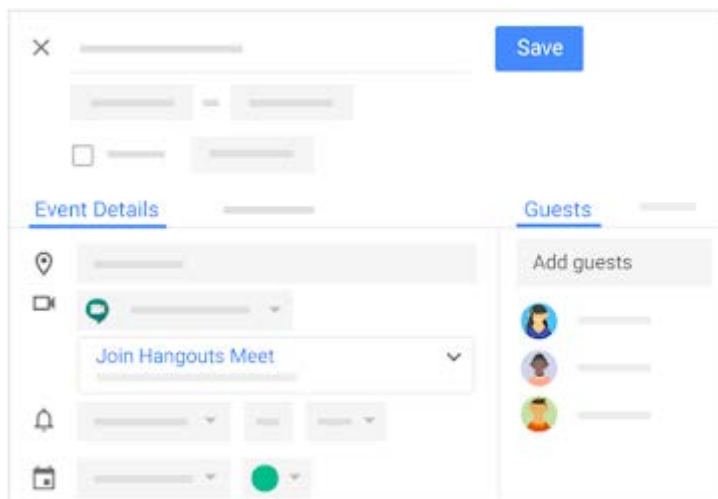 Save
Event Details
Guests
Add guests
Join Hangouts Meet